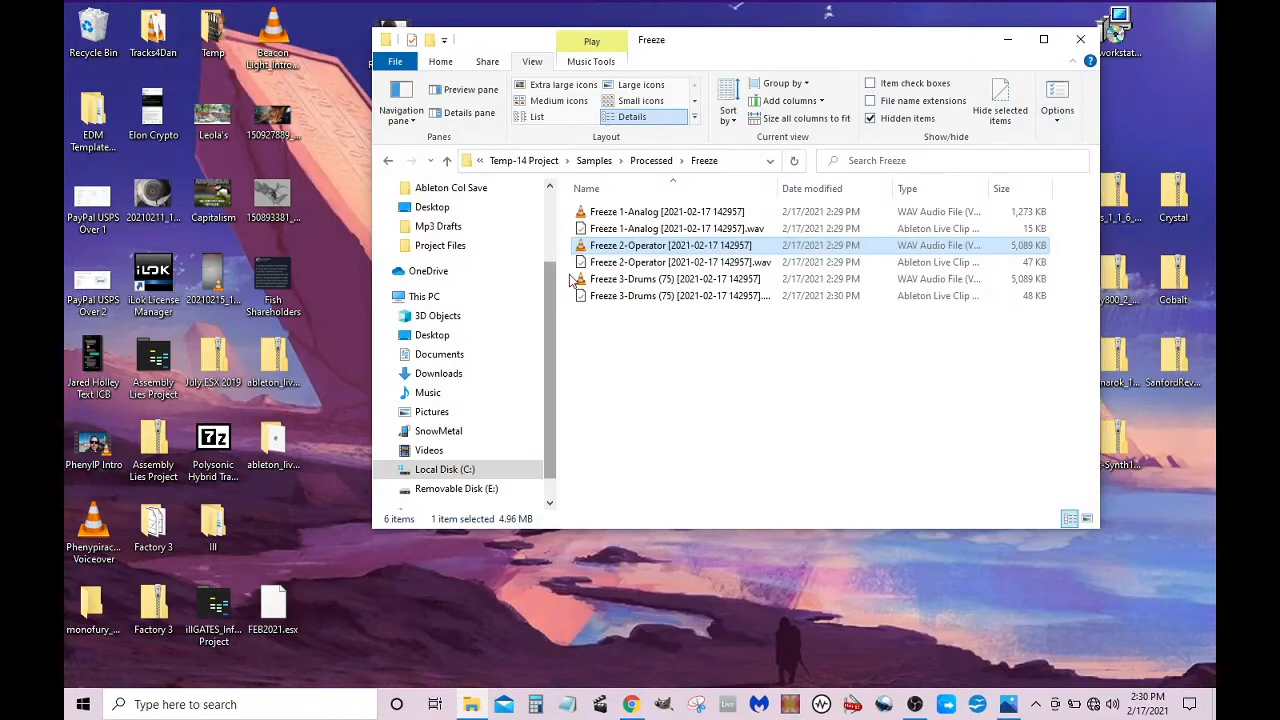 Recycle Bin
Tracks4Dan
Temp
Beacon
Light_Intro...
EDM
Template...
Elon Crypto
Leola's
150927889_...
PayPal USPS
Over 1
20210211_1...
Capitalism
150893381_...
PayPal USPS
Over 2
iLOK
iLok License
Manager
20210215_1...
Fish
Shareholders
Jared Holley
Text ICB
Assembly
Lies Project
July ESX 2019
ableton_liv...
PhenylP Intro
Assembly
Lies Project
7z
Polysonic
Hybrid Tra...
ableton_liv...
Phenypirac...
Voiceover
Factory 3
III
monofury_...
Factory 3
illGATES_Inf...
Project
FEB2021.esx
Play
Freeze
File
Home
Share
View
Music Tools
Navigation
pane
Preview pane
Details pane
Panes
Extra large icons
Large icons
Medium icons
Small icons
List
Details
Layout
Sort
by
Group by
Add columns
Size all columns to fit
Current view
Item check boxes
File name extensions
Hidden items
Hide selected
items
Show/hide
Options
« Temp-14 Project > Samples > Processed > Freeze
Search Freeze
Ableton Col Save
Desktop
Mp3 Drafts
Project Files
OneDrive
This PC
3D Objects
Desktop
Documents
Downloads
Music
Pictures
SnowMetal
Videos
Local Disk (C:)
Removable Disk (E:)
Name Date modified Type Size
Freeze 1-Analog [2021-02-17 142957] 2/17/2021 2:29 PM WAV Audio File (V... 1,273 KB
Freeze 1-Analog [2021-02-17 142957].wav 2/17/2021 2:29 PM Ableton Live Clip ... 15 KB
Freeze 2-Operator [2021-02-17 142957] 2/17/2021 2:29 PM WAV Audio File (V... 5,089 KB
Freeze 2-Operator [2021-02-17 142957].wav 2/17/2021 2:29 PM Ableton Live Clip ... 47 KB
Freeze 3-Drums (75) [2021-02-17 142957] 2/17/2021 2:29 PM WAV Audio File (V... 5,089 KB
Freeze 3-Drums (75) [2021-02-17 142957].... 2/17/2021 2:30 PM Ableton Live Clip ... 48 KB
6 items 1 item selected 4.96 MB
workstat...
s_1_1_6_...
Crystal
y800_2_...
Cobalt
narok_1...
SanfordRev...
-Synth1...
Type here to search
Live
2:30 PM
2/17/2021